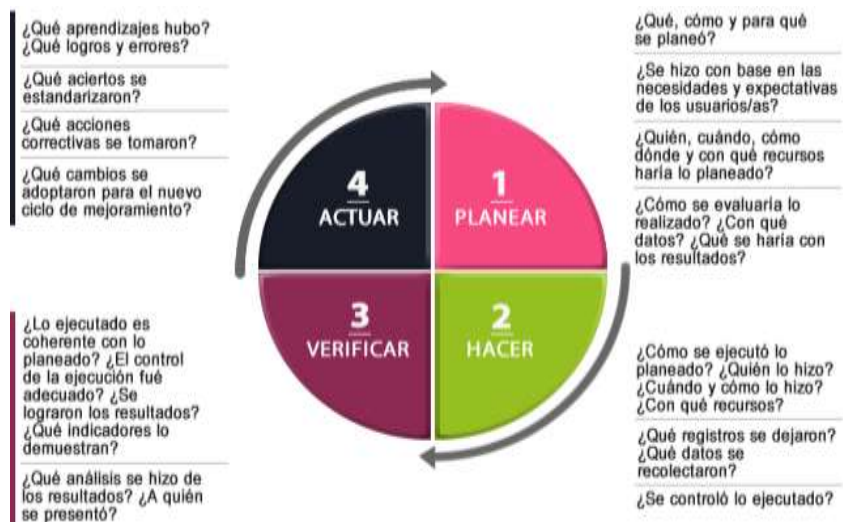 ¿Qué aprendizajes hubo?
¿Qué logros y errores?
¿Qué aciertos se
estandarizaron?
¿Qué acciones
correctivas se tomaron?
¿Qué cambios se
adoptaron para el nuevo
ciclo de mejoramiento?
4
ACTUAR
1
PLANEAR
¿Qué, cómo y para qué
se planeó?
¿Se hizo con base en las
necesidades y expectativas
de los usuarios/as?
¿Quién, cuándo, cómo
dónde y con qué recursos
haría lo planeado?
¿Cómo se evaluaría lo
realizado? ¿Con qué
datos? ¿Qué se haría con
los resultados?
¿Lo ejecutado es
coherente con lo
planeado? ¿El control
de la ejecución fué
adecuado? ¿Se
lograron los resultados?
¿Qué indicadores lo
demuestran?
¿Qué análisis se hizo de
los resultados? ¿A quién
se presentó?
3
VERIFICAR
2
HACER
¿Cómo se ejecutó lo
planeado? ¿Quién lo hizo?
¿Cuándo y cómo lo hizo?
¿Con qué recursos?
¿Qué registros se dejaron?
¿Qué datos se
recolectaron?
¿Se controló lo ejecutado?